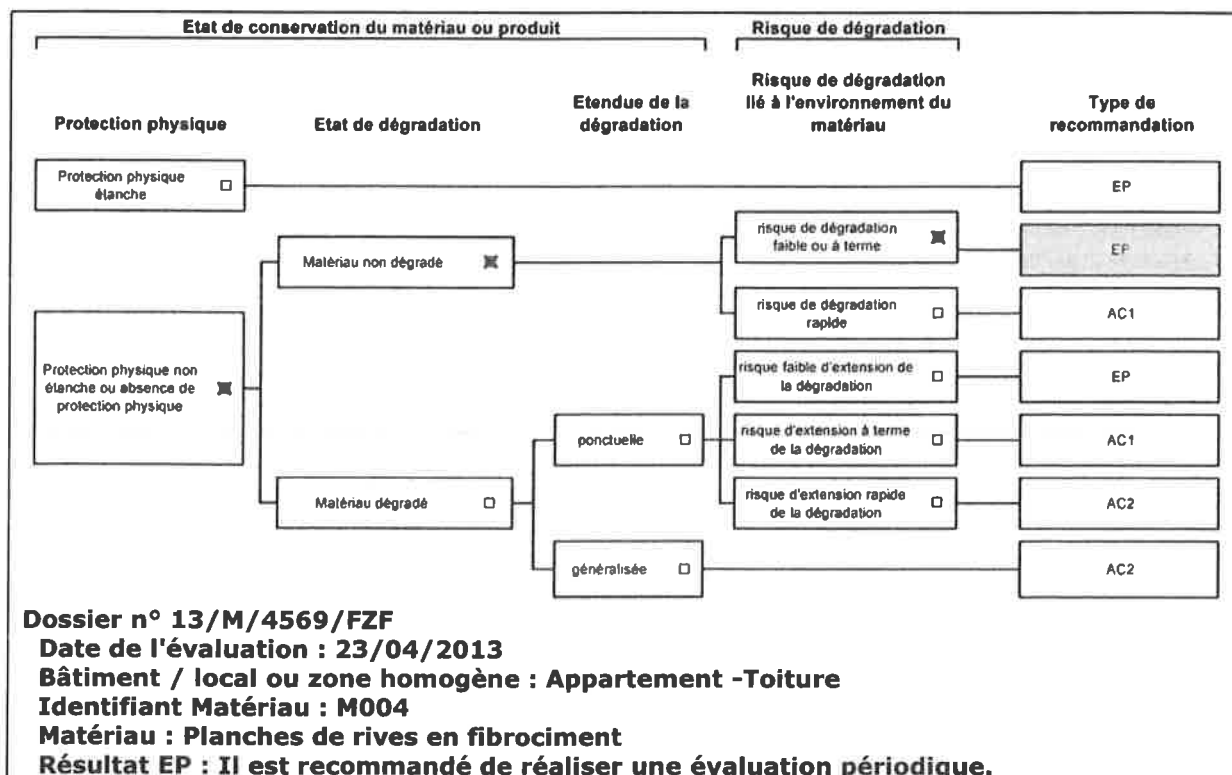 Etat de conservation du matériau ou produit
Risque de dégradation
Protection physique
Etat de dégradation
Etendue de la
dégradation
Risque de dégradation
lié à l'environnement du
matériau
Type de
recommandation
Protection physique
étanche
EP
Protection physique non
étanche ou absence de
protection physique
Matériau non dégradé
risque de dégradation
faible ou à terme
EP
risque de dégradation
rapide
AC1
Matériau dégradé
ponctuelle
risque faible d'extension de
la dégradation
EP
risque d'extension à terme
de la dégradation
AC1
risque d'extension rapide
de la dégradation
AC2
généralisée
AC2
Dossier n° 13/M/4569/FZF
Date de l'évaluation : 23/04/2013
Bâtiment / local ou zone homogène : Appartement -Toiture
Identifiant Matériau : M004
Matériau : Planches de rives en fibrociment
Résultat EP : Il est recommandé de réaliser une évaluation périodique.